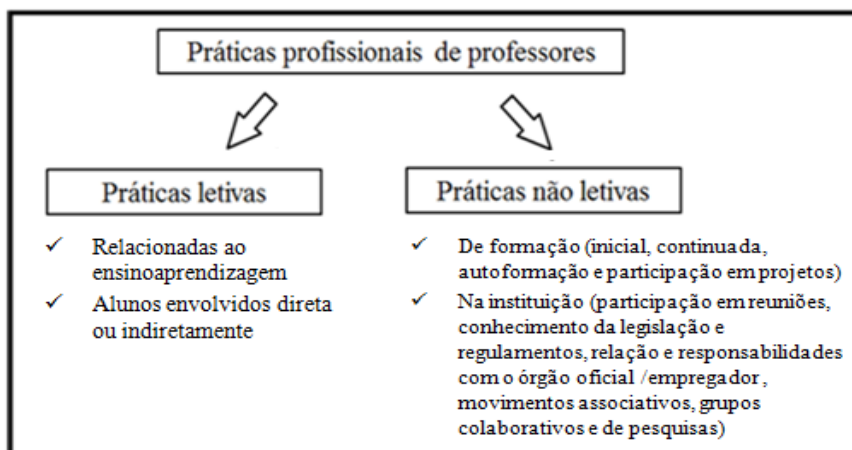 Práticas profissionais de professores
Práticas letivas
✓ Relacionadas ao
ensinoaprendizagem
✓ Alunos envolvidos direta
ou indiretamente
Práticas não letivas
✓ De formação (inicial, continuada,
autoformação e participação em projetos)
✓ Na instituição (participação em reuniões,
conhecimento da legislação e
regulamentos, relação e responsabilidades
com o órgão oficial /empregador,
movimentos associativos, grupos
colaborativos e de pesquisas)